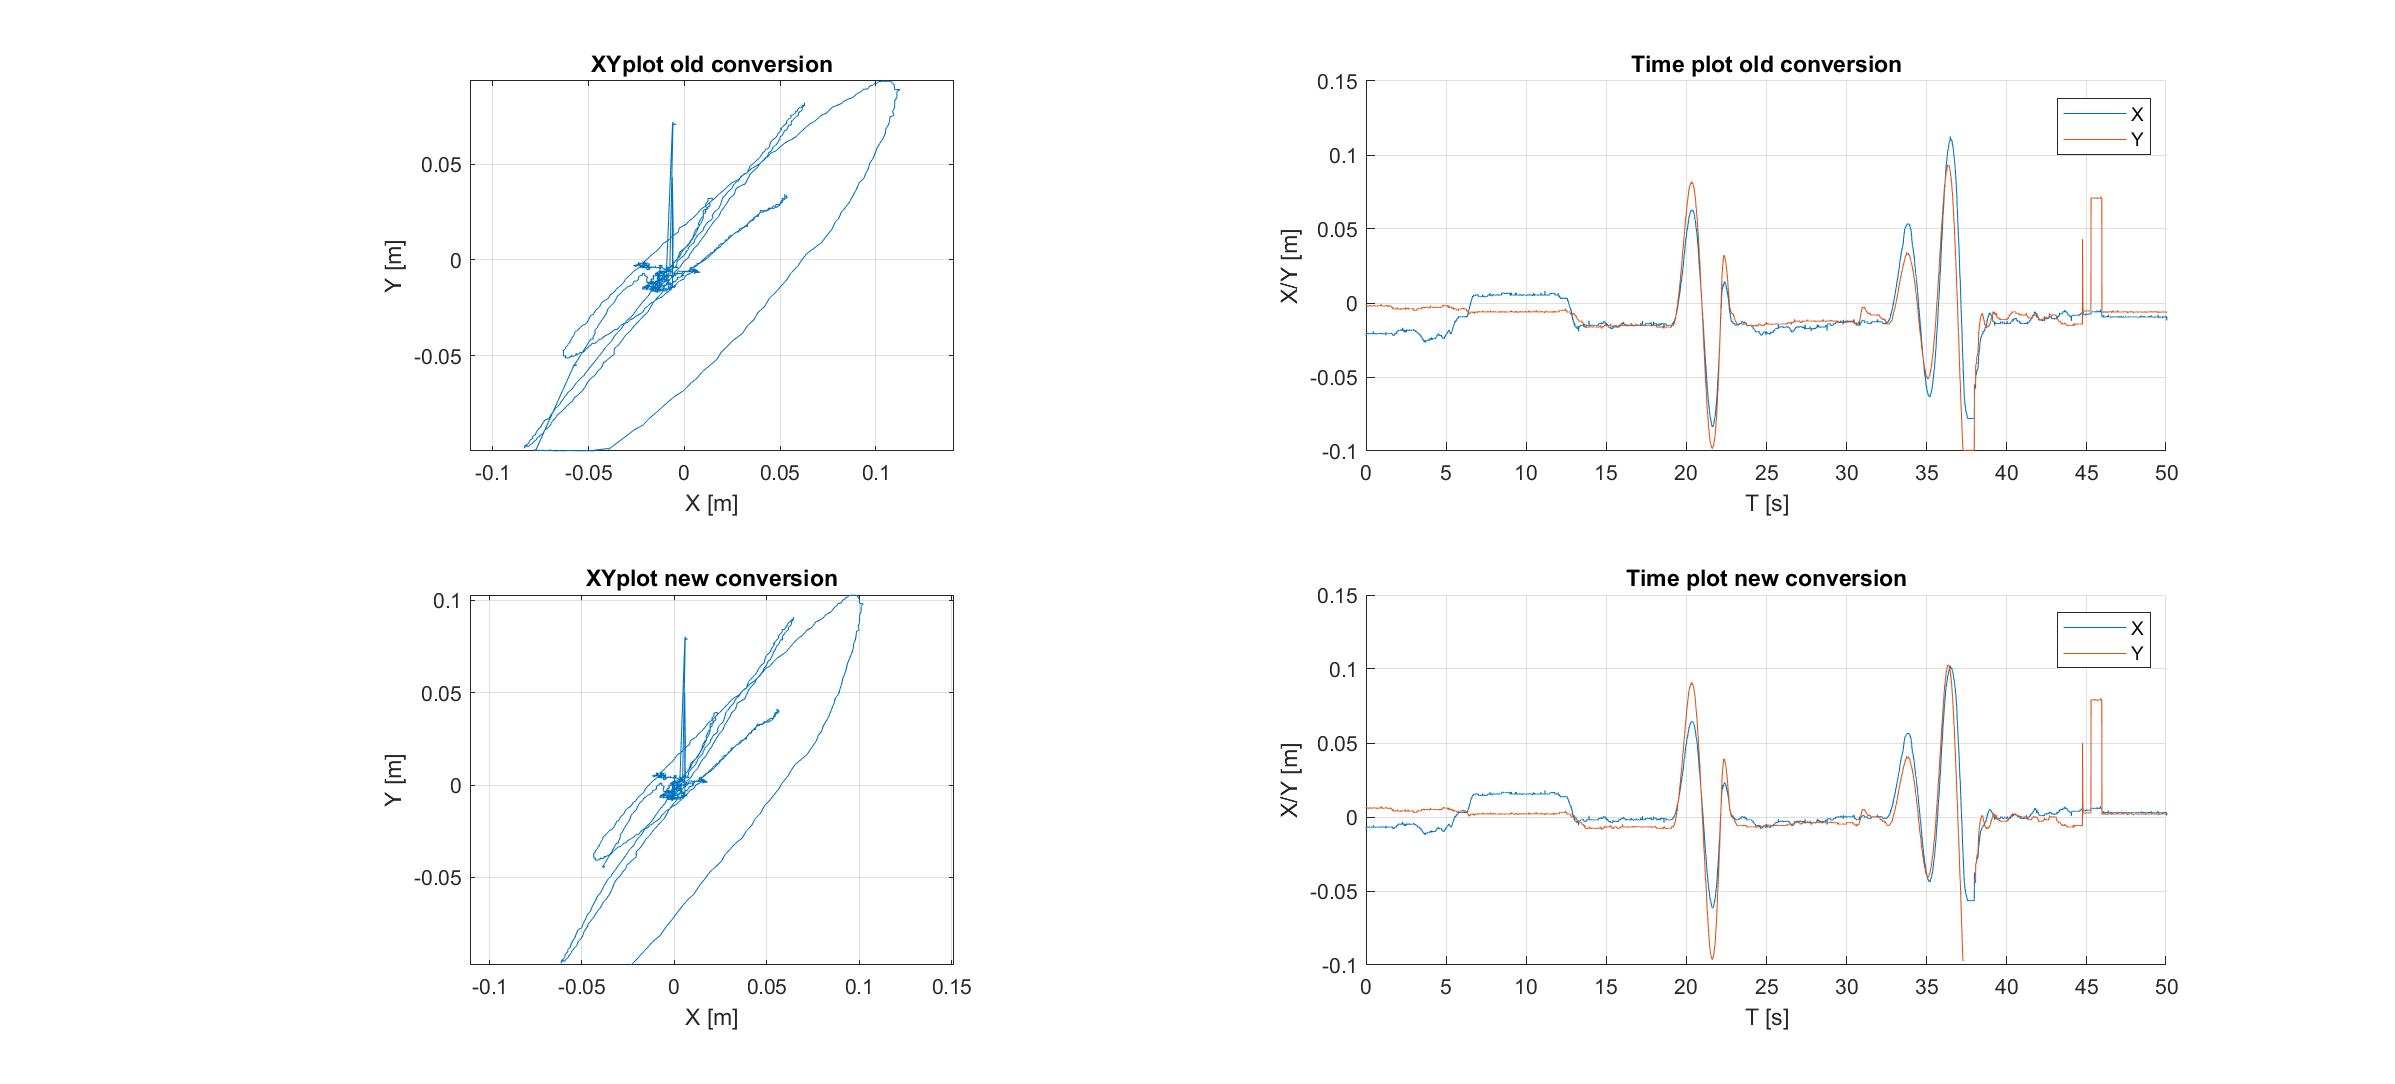 XYplot old conversion
0.05
0
-0.05
Y [m]
-0.1 -0.05 0 0.05 0.1
X [m]
Time plot old conversion
0.15
0.1
0.05
0
-0.05
-0.1
X/Y [m]
X
Y
0 5 10 15 20 25 30 35 40 45 50
T [s]
XYplot new conversion
0.1
0.05
0
-0.05
Y [m]
-0.1 -0.05 0 0.05 0.1 0.15
X [m]
Time plot new conversion
0.15
0.1
0.05
0
-0.05
-0.1
X/Y [m]
X
Y
0 5 10 15 20 25 30 35 40 45 50
T [s]